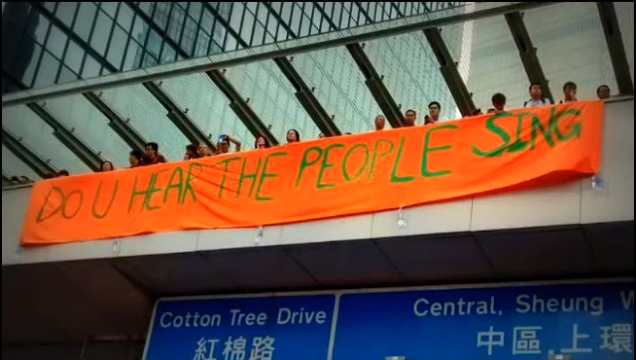 DO U HEAR THE PEOPLE SING
Cotton Tree Drive
紅棉路
Central, Sheung
中區 上環